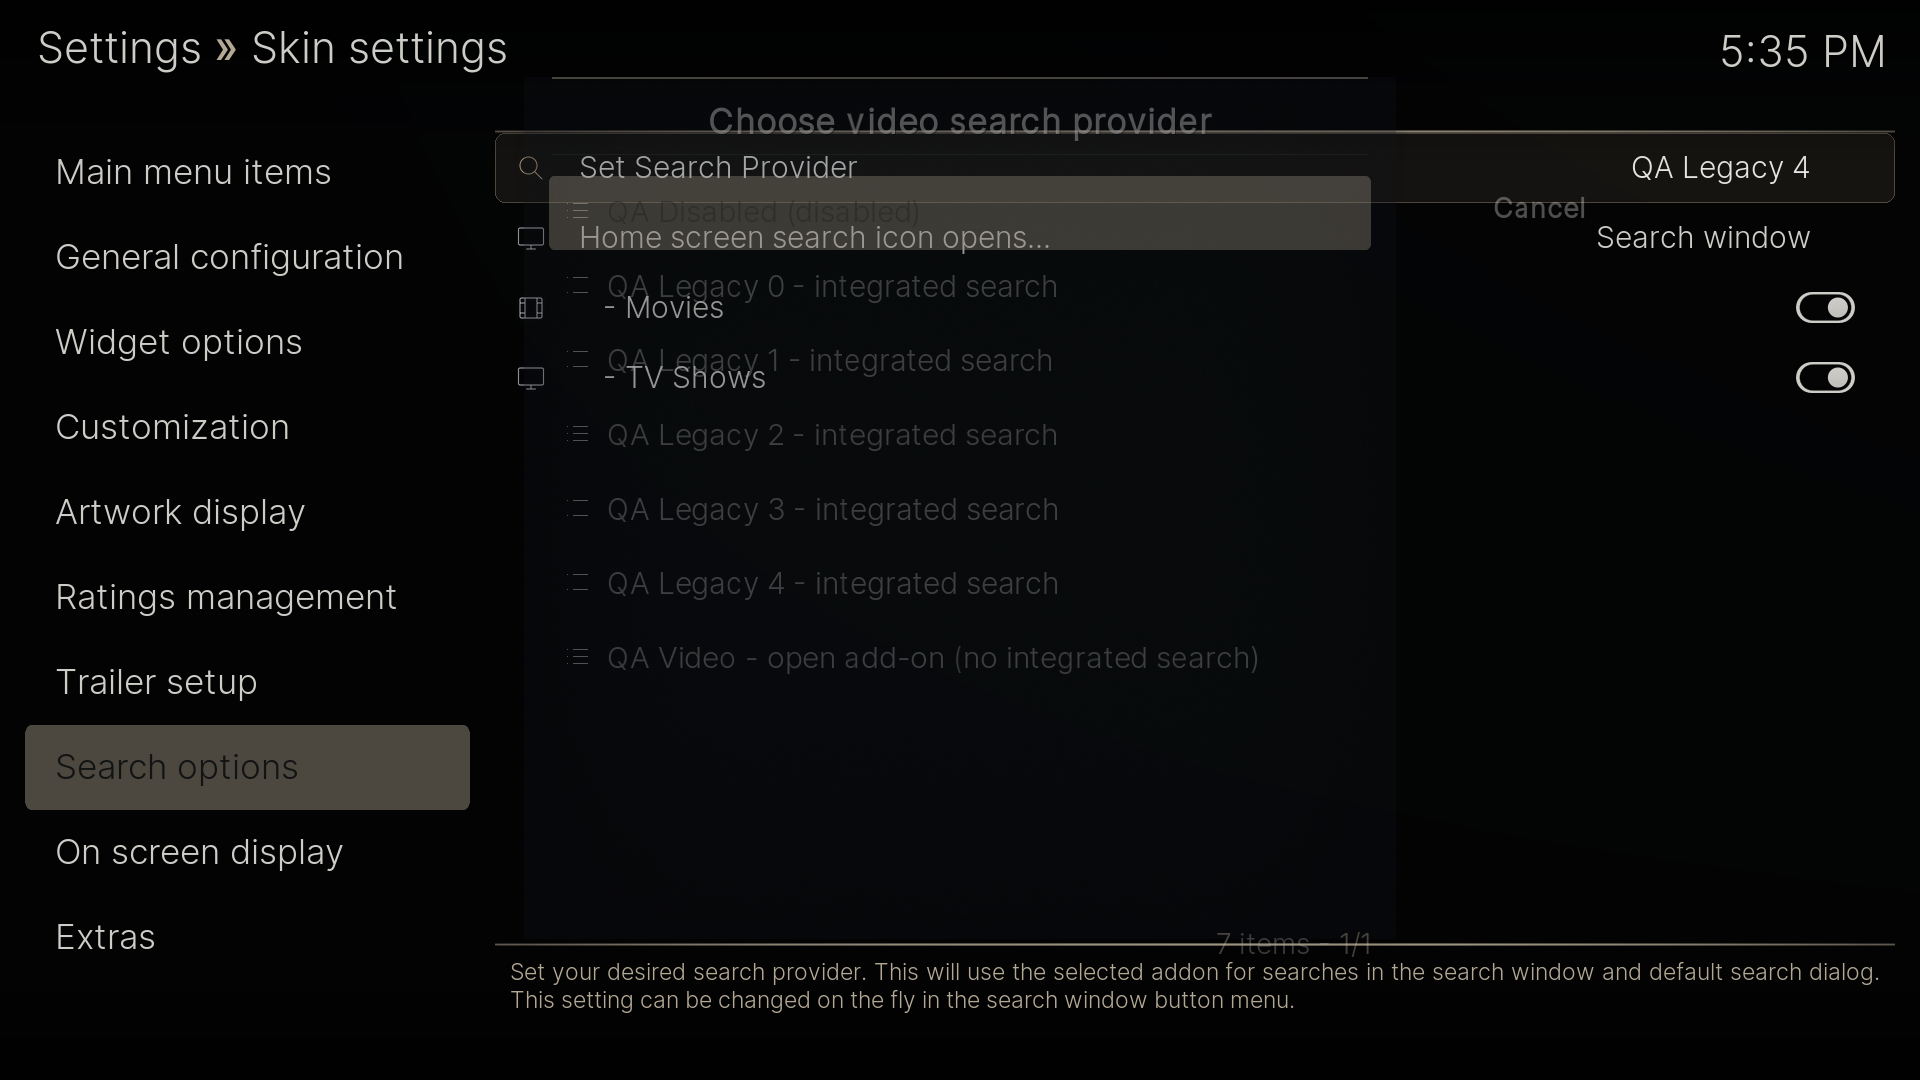 Settings » Skin settings
5:35 PM
Choose video search provider
Main menu items
General configuration
Widget options
Customization
Artwork display
Ratings management
Trailer setup
Search options
On screen display
Extras
Set Search Provider
QA Legacy 4
Cancel
QA Disabled (disabled)
Home screen search icon opens...
Search window
QA Legacy 0 - integrated search
- Movies
QA Legacy 1 - integrated search
- TV Shows
QA Legacy 2 - integrated search
QA Legacy 3 - integrated search
QA Legacy 4 - integrated search
QA Video - open add-on (no integrated search)
7 items - 1/1
Set your desired search provider. This will use the selected addon for searches in the search window and default search dialog.
This setting can be changed on the fly in the search window button menu.